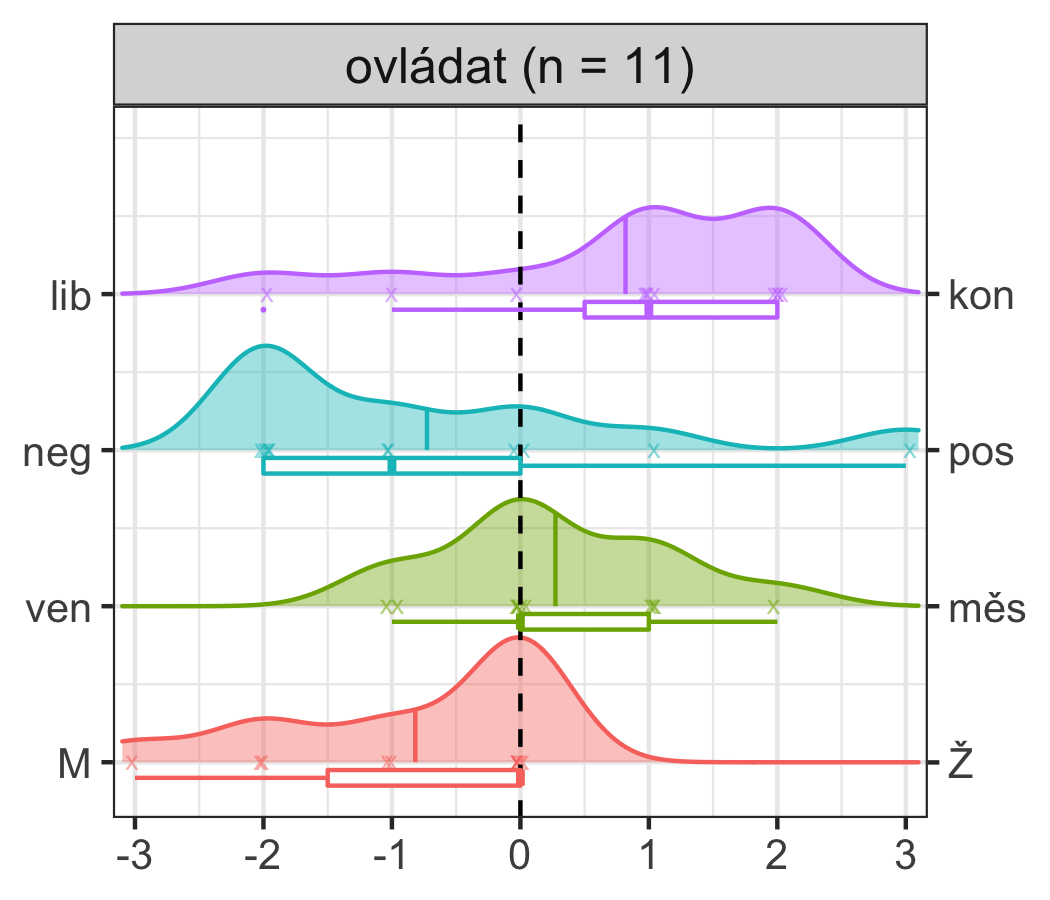 ovládat (n = 11)
lib kon
neg pos
ven měs
M Ž
-3 -2 -1 0 1 2 3